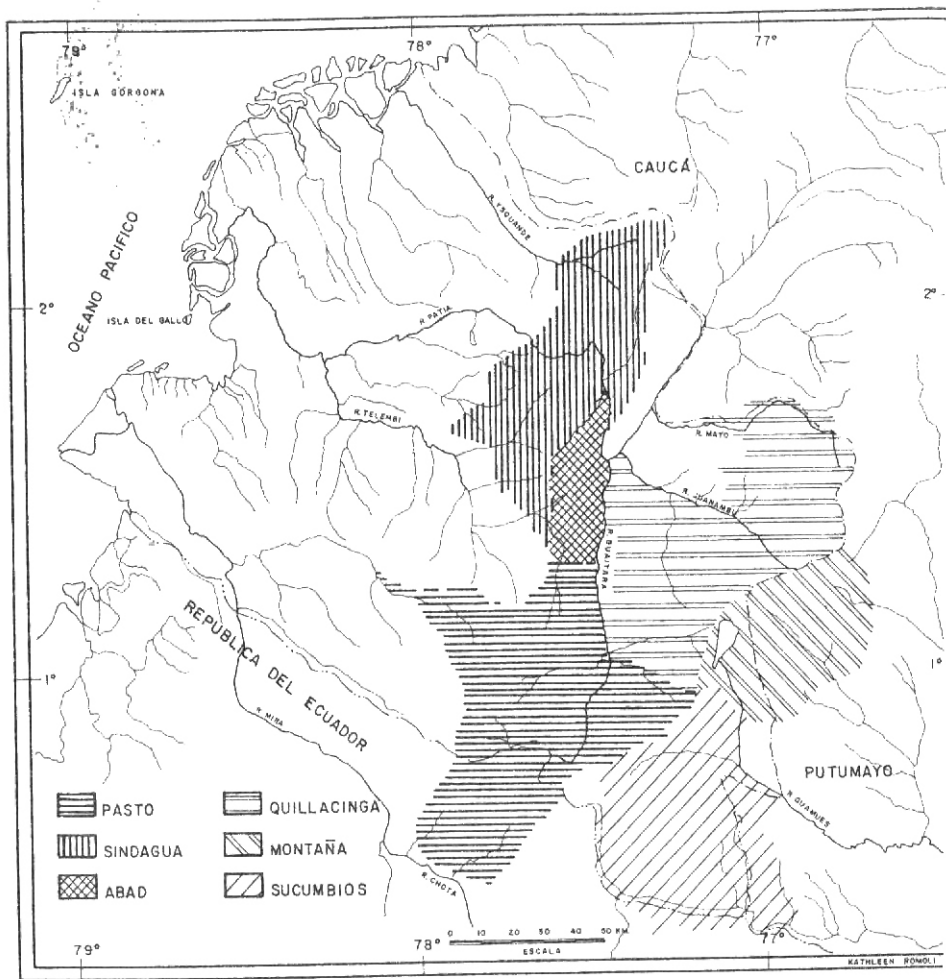 79°
78°
77°
ISLA GORGONA
CAUCÁ
R. YSQUANDE
OCEANO PACIFICO
2°
2°
ISLA DEL GALLO
R. PATIA
R. TELEMBI
R. MAYO
R. JUANAMBU
R. GUAITARA
REPUBLICA DEL ECUADOR
1°
1°
R. MIRA
PUTUMAYO
R. GUAMUES
PASTO
QUILLACINGA
SINDAGUA
MONTAÑA
ABAD
SUCUMBIOS
R. CHOTA
0 10 20 30 40 50 KM.
ESCALA
79°
78°
77°
KATHLEEN ROMOLI